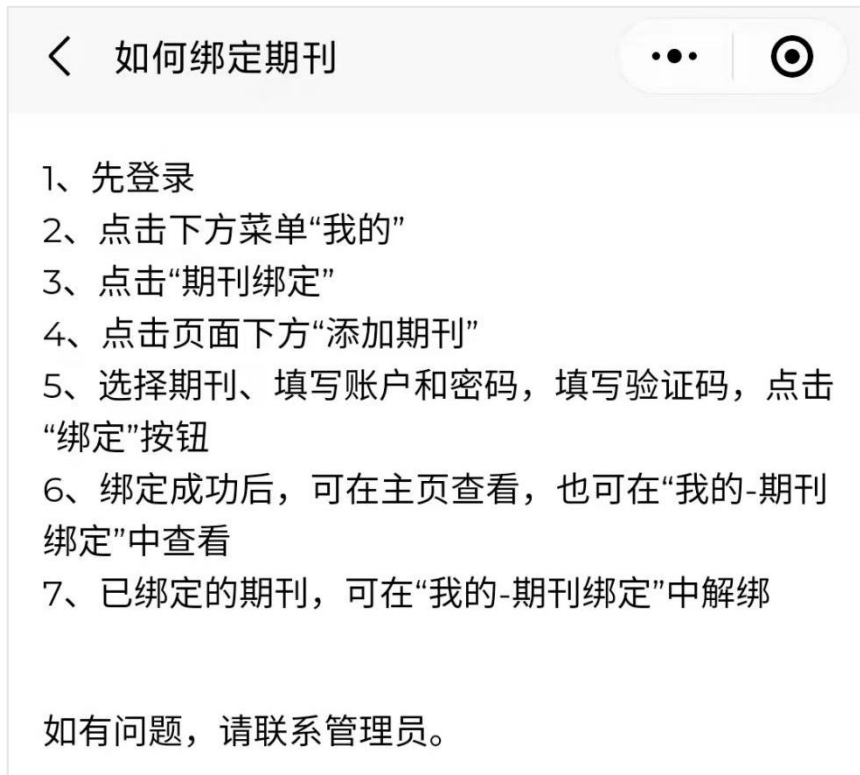 如何绑定期刊
1、先登录
2、点击下方菜单“我的”
3、点击“期刊绑定”
4、点击页面下方“添加期刊”
5、选择期刊、填写账户和密码，填写验证码，点击
“绑定”按钮
6、绑定成功后，可在主页查看，也可在“我的-期刊
绑定”中查看
7、已绑定的期刊，可在“我的-期刊绑定”中解绑
如有问题，请联系管理员。